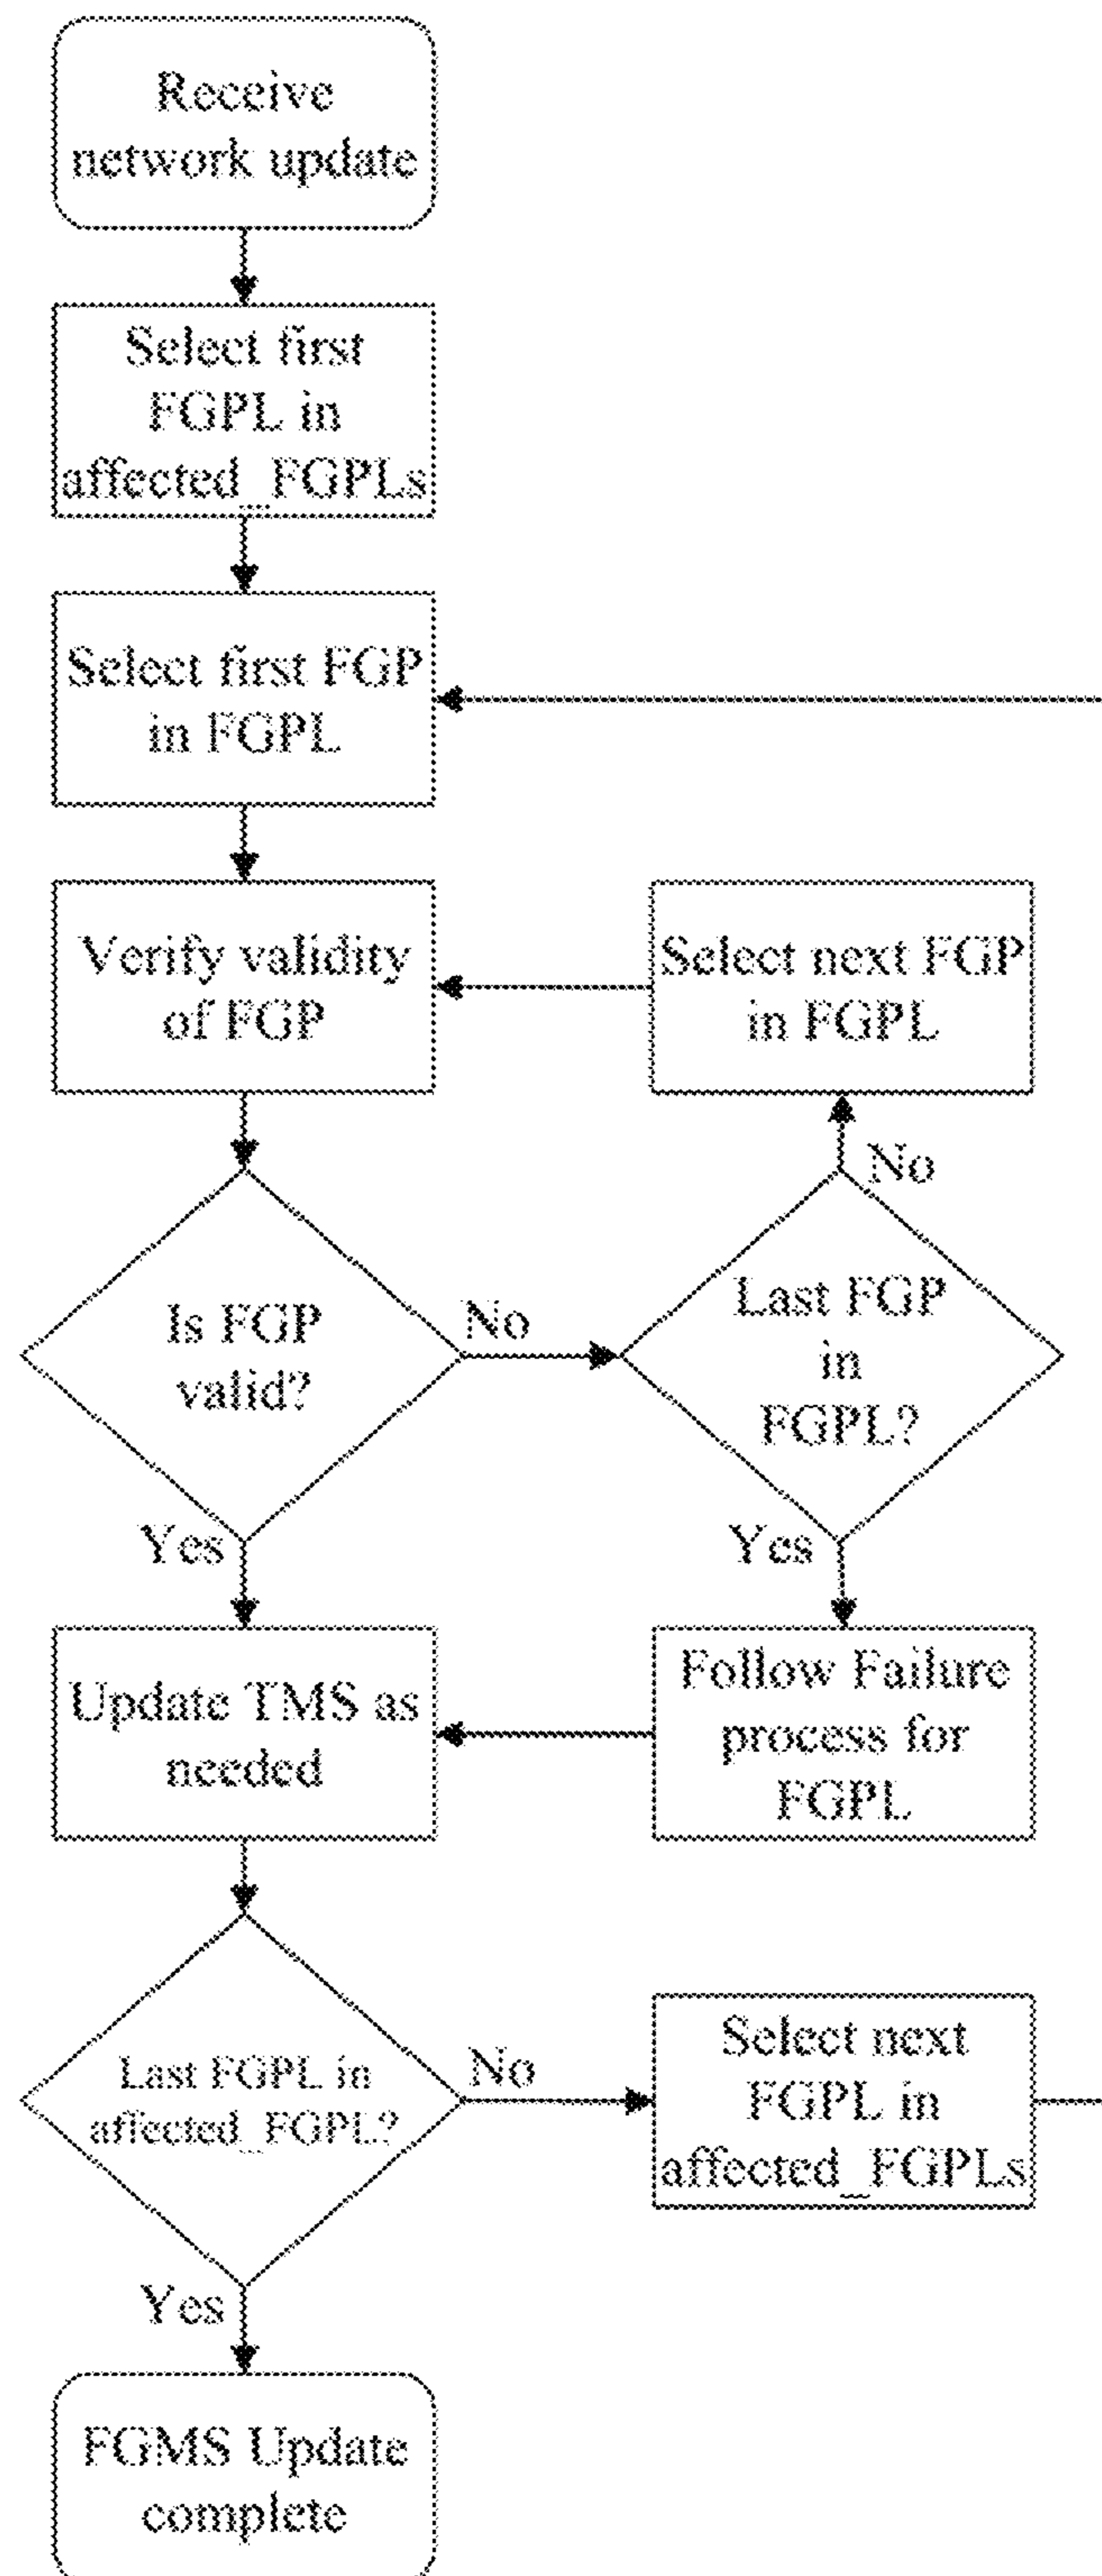 Receive
network update
Select first
FGPL in
affected_FGPLs
Select first FGP
in FGPL
Verify validity
of FGP
Select next FGP
in FGPL
No
Is FGP
valid?
No
Last FGP
in
FGPL?
Yes
Yes
Update TMS as
needed
Follow Failure
process for
FGPL
Last FGPL in
affected_FGPL?
No
Select next
FGPL in
affected_FGPLs
Yes
FGMS Update
complete